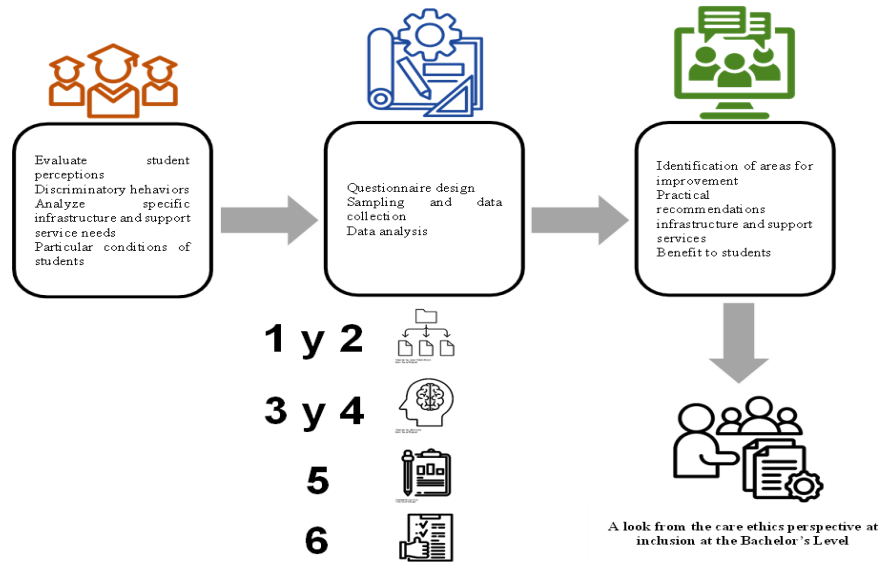 Evaluate student
perceptions
Discriminatory hehaviors
Analyze specific
infrastructure and support
service needs
Particular conditions of
students
Questionnaire design
Sampling and data
collection
Data analysis
Identification of areas for
improvement
Practical
recommendations
infrastructure and support
services
Benefit to students
1 y 2
3 y 4
5
6
A look from the care ethics perspective at
inclusion at the Bachelor's Level